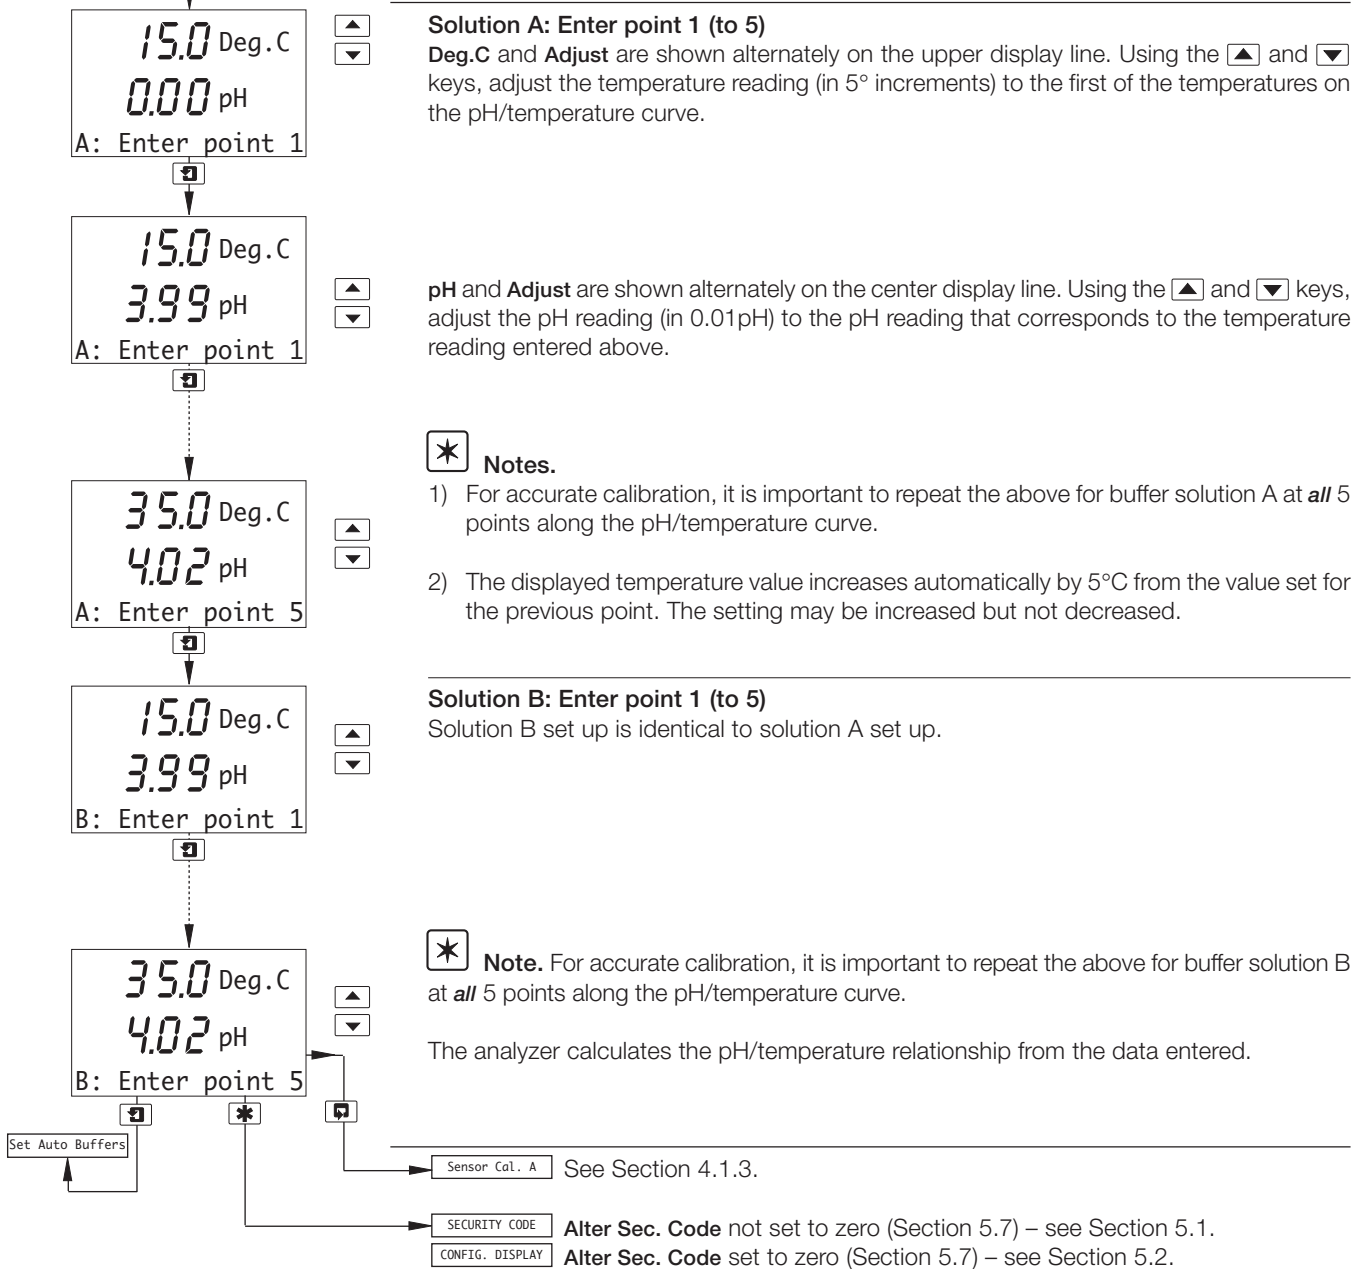 15.0 Deg.C
0.00 pH
A: Enter point 1
Solution A: Enter point 1 (to 5)
Deg.C and Adjust are shown alternately on the upper display line. Using the ▲ and ▼
keys, adjust the temperature reading (in 5° increments) to the first of the temperatures on
the pH/temperature curve.
15.0 Deg.C
3.99 pH
A: Enter point 1
pH and Adjust are shown alternately on the center display line. Using the ▲ and ▼ keys,
adjust the pH reading (in 0.01pH) to the pH reading that corresponds to the temperature
reading entered above.
Notes.
1) For accurate calibration, it is important to repeat the above for buffer solution A at all 5
points along the pH/temperature curve.
2) The displayed temperature value increases automatically by 5°C from the value set for
the previous point. The setting may be increased but not decreased.
35.0 Deg.C
4.02 pH
A: Enter point 5
15.0 Deg.C
3.99 pH
B: Enter point 1
Solution B: Enter point 1 (to 5)
Solution B set up is identical to solution A set up.
35.0 Deg.C
4.02 pH
B: Enter point 5
Note. For accurate calibration, it is important to repeat the above for buffer solution B
at all 5 points along the pH/temperature curve.
The analyzer calculates the pH/temperature relationship from the data entered.
Set Auto Buffers
Sensor Cal. A See Section 4.1.3.
SECURITY CODE Alter Sec. Code not set to zero (Section 5.7) – see Section 5.1.
CONFIG. DISPLAY Alter Sec. Code set to zero (Section 5.7) – see Section 5.2.